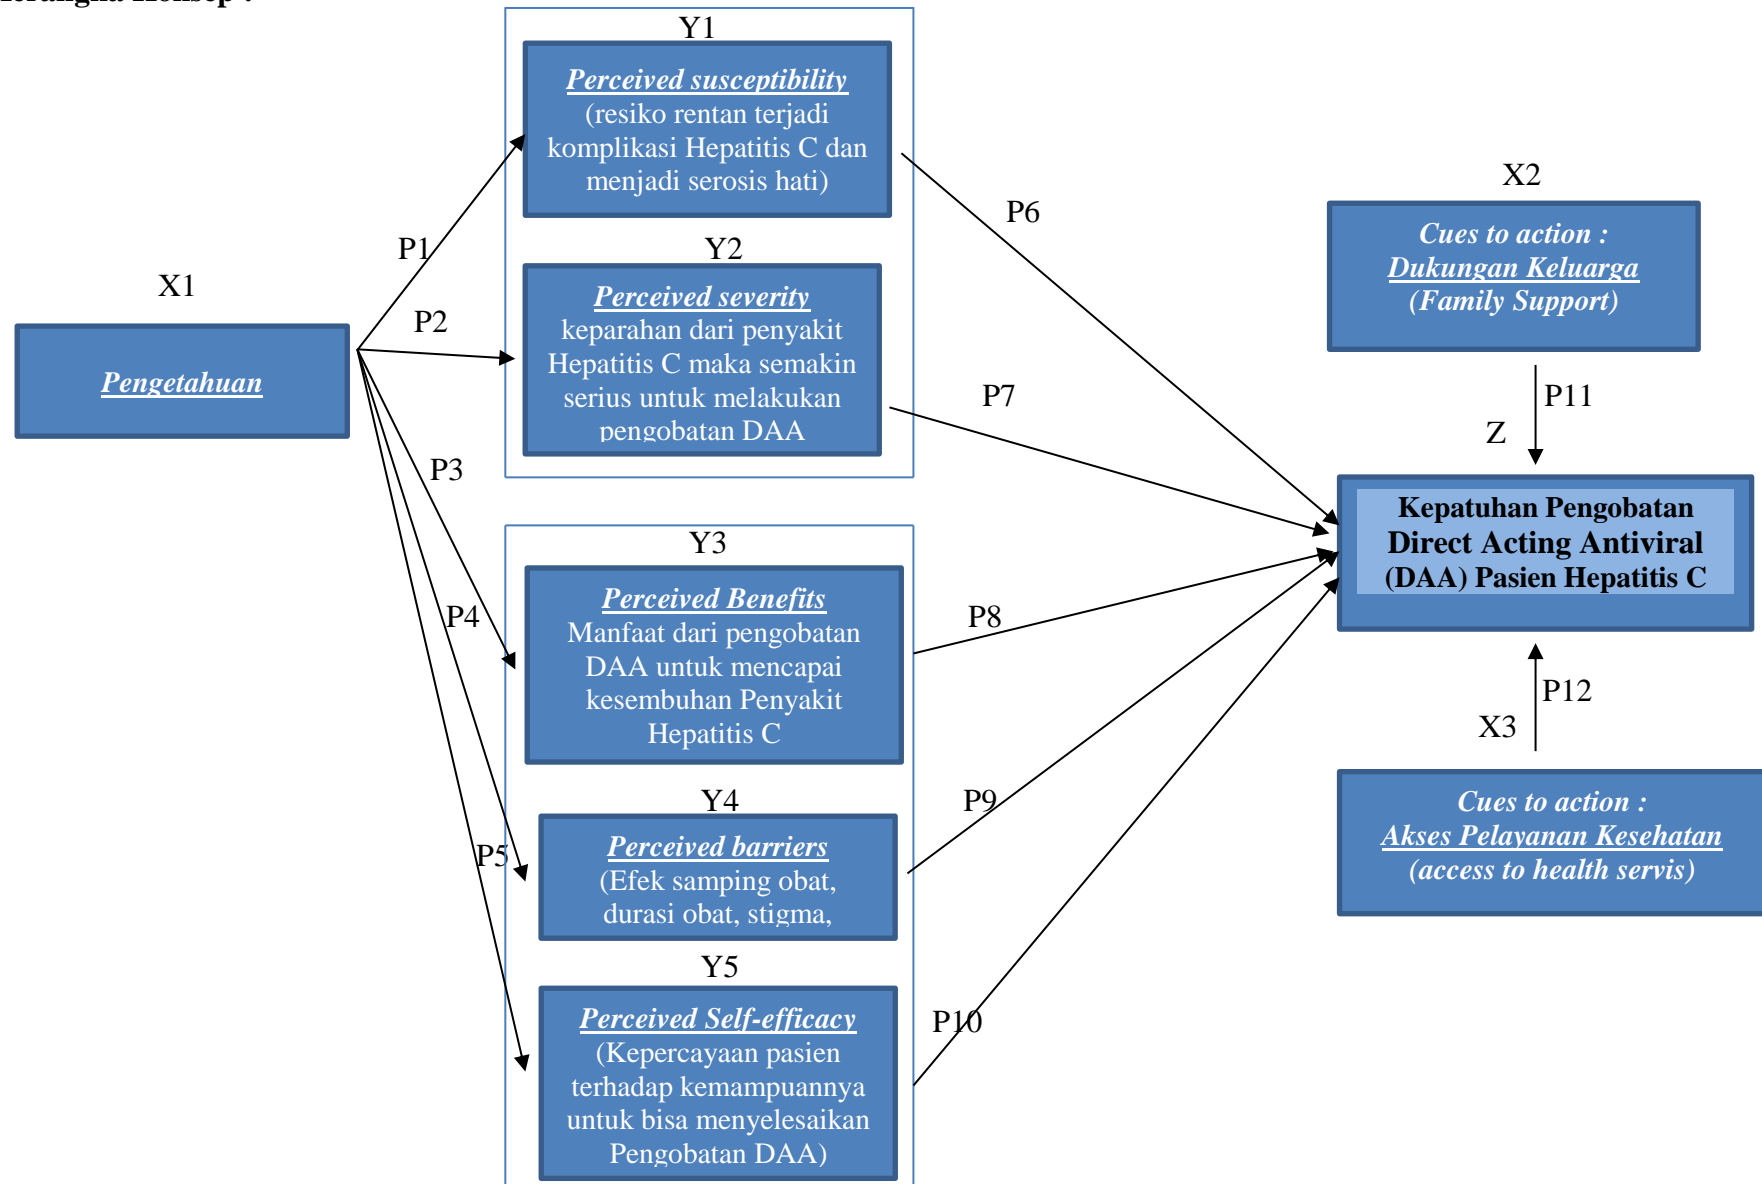 Konsep :
Y1
Perceived susceptibility
(resiko rentan terjadi
komplikasi Hepatitis C dan
menjadi serosis hati)
Y2
Perceived severity
keparahan dari penyakit
Hepatitis C maka semakin
serius untuk melakukan
pengobatan DAA
X1
Pengetahuan
P1
P2
P3
P4
P5
Y3
Perceived Benefits
Manfaat dari pengobatan
DAA untuk mencapai
kesembuhan Penyakit
Hepatitis C
Y4
Perceived barriers
(Efek samping obat,
durasi obat, stigma,
Y5
Perceived Self-efficacy
(Kepercayaan pasien
terhadap kemampuannya
untuk bisa menyelesaikan
Pengobatan DAA)
P6
P7
P8
P9
P10
X2
Cues to action :
Dukungan Keluarga
(Family Support)
P11
Z
Kepatuhan Pengobatan
Direct Acting Antiviral
(DAA) Pasien Hepatitis C
P12
X3
Cues to action :
Akses Pelayanan Kesehatan
(access to health servis)